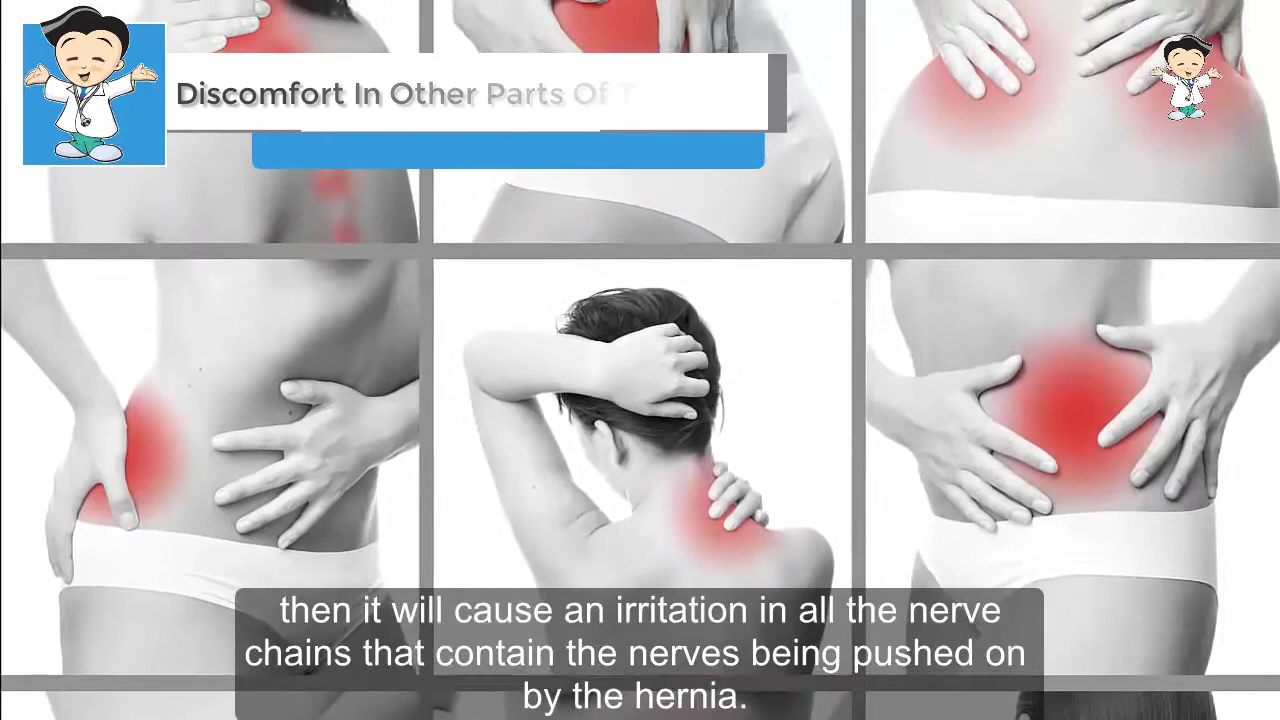 Discomfort In Other Parts Of T
then it will cause an irritation in all the nerve
chains that contain the nerves being pushed on
by the hernia.